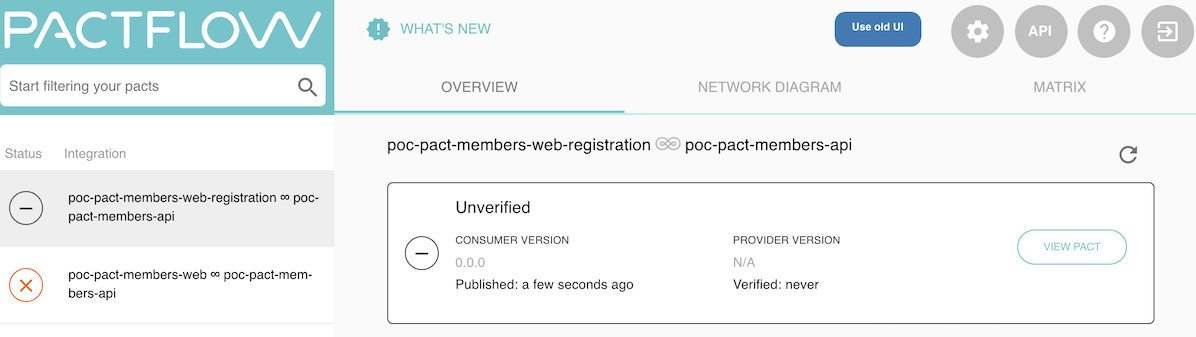 PACTFLOW
WHAT'S NEW
Use old UI
API
?
Start filtering your pacts
OVERVIEW
NETWORK DIAGRAM
MATRIX
Status
Integration
poc-pact-members-web-registration ∞ poc-
pact-members-api
poc-pact-members-web ∞ poc-pact-mem-
bers-api
poc-pact-members-web-registration ∞ poc-pact-members-api
Unverified
CONSUMER VERSION
0.0.0
Published: a few seconds ago
PROVIDER VERSION
N/A
Verified: never
VIEW PACT